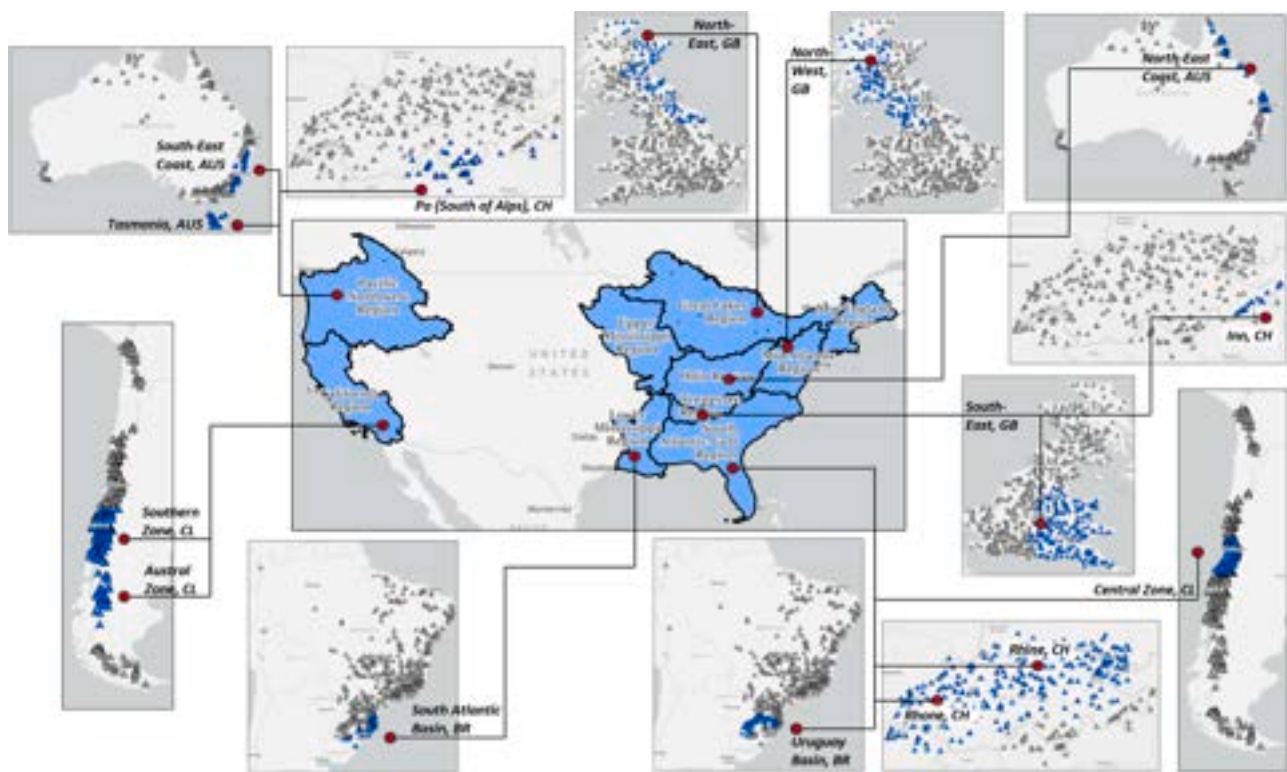 North-
East, GB
North-
West,
GB
North-East
Coast, AUS
South-East
Coast, AUS
Tasmania, AUS
Po (South of Alps), CH
Inn, CH
Pacific
Northwest
Region
Great Lakes
Region
Upper
Mississippi
Region
UNITED
STATES
Region
South
Atlantic-Gulf
Region
Lower
Mississippi
Region
South-
East, GB
Southern
Zone, CL
Austral
Zone, CL
Central Zone, CL
South Atlantic
Basin, BR
Uruguay
Basin, BR
Rhine, CH
Rhone, CH